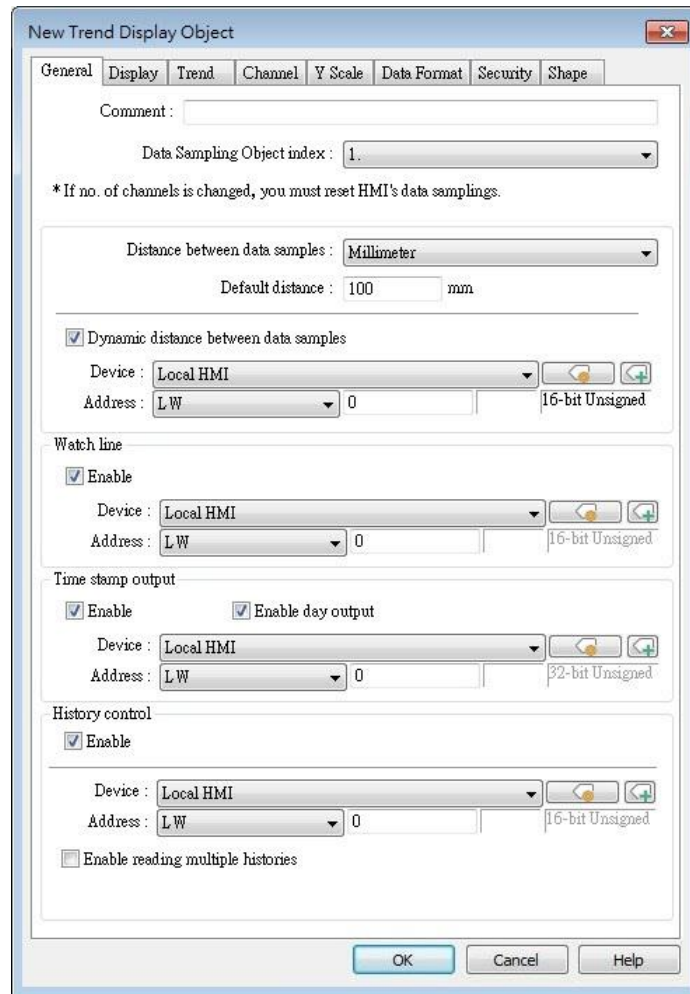 New Trend Display Object
General Display Trend Channel Y Scale Data Format Security Shape
Comment :
Data Sampling Object index : 1.
* If no. of channels is changed, you must reset HMI's data samplings.
Distance between data samples : Millimeter
Default distance : 100 mm
Dynamic distance between data samples
Device : Local HMI
Address : LW 0 16-bit Unsigned
Watch line
Enable
Device : Local HMI
Address : LW 0 16-bit Unsigned
Time stamp output
Enable Enable day output
Device : Local HMI
Address : LW 0 32-bit Unsigned
History control
Enable
Device : Local HMI
Address : LW 0 16-bit Unsigned
Enable reading multiple histories
OK Cancel Help